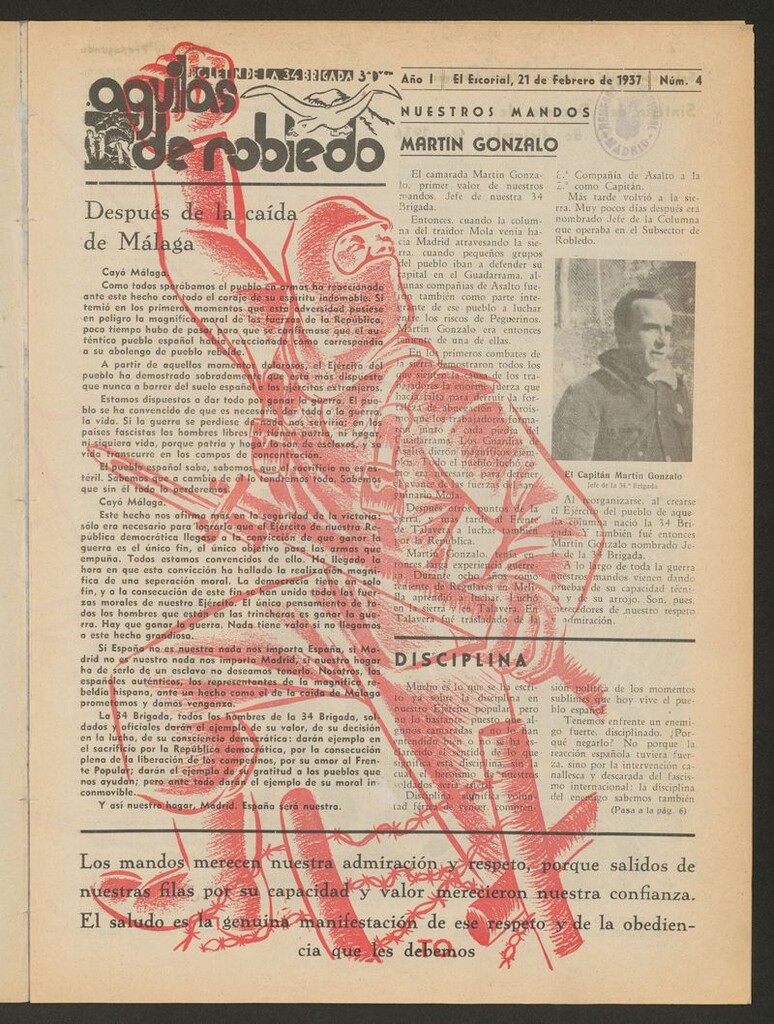 BOLETIN DE LA 34 BRIGADA 3ª D
aguilas
de robledo
Año I El Escorial, 21 de Febrero de 1937 Núm. 4
Después de la caída
de Málaga
Cayó Málaga.
Como todos esperábamos el pueblo en armas ha reaccionado
ante este hecho con todo el coraje de su espíritu indomable. Si
temió en los primeros momentos que esta adversidad pusiese
en peligro la magnífica moral de las fuerzas de la República,
poco tiempo hubo de pasar para que se confirmase que el au-
téntico pueblo español había reaccionado como correspondía
a su abolengo de pueblo rebelde.
A partir de aquellos momentos dolorosos, el Ejército del
pueblo ha demostrado sobradamente que está más dispuesto
que nunca a barrer del suelo español los ejércitos extranjeros.
Estamos dispuestos a dar todo por ganar la guerra. El pue-
blo se ha convencido de que es necesario dar todo a la guerra,
la vida. Si la guerra se perdiese de nada nos serviría; en los
países fascistas los hombres libres ni tienen patria, ni hogar,
ni siquiera vida, porque patria y hogar lo son de esclavos, y su
vida transcurre en los campos de concentración.
El pueblo español sabe, sabemos, que el sacrificio no es es-
téril. Sabemos que a cambio de él tendremos todo. Sabemos
que sin él todo lo perderemos.
Cayó Málaga.
Este hecho nos afirma más en la seguridad de la victoria:
sólo era necesario para lograrla que el Ejército de nuestra Re-
pública democrática llegase a la convicción de que ganar la
guerra es el único fin, el único objetivo para las armas que
empuña. Todos estamos convencidos de ello. Ha llegado la
hora en que esta convicción ha hallado la realización magní-
fica de una seperación moral. La democracia tiene un solo
fin, y a la consecución de este fin se han unido todas las fuer-
zas morales de nuestro Ejército. El único pensamiento de to-
dos los hombres que están en las trincheras es ganar la gue-
rra. Hay que ganar la guerra. Nada tiene valor si no llegamos
a este hecho grandioso.
Si España no es nuestra nada nos importa España, si Ma-
drid no es nuestro nada nos importa Madrid, si nuestro hogar
ha de serlo de un esclavo no deseamos tenerlo. Nosotros, los
españoles auténticos, los representantes de la magnífica re-
beldía hispana, ante un hecho como el de la caída de Málaga
prometemos y damos venganza.
La 34 Brigada, todos los hombres de la 34 Brigada, sol-
dados y oficiales darán el ejemplo de su valor, de su decisión
en la lucha, de su consciencia democrática: darán ejemplo en
el sacrificio por la República democrática, por la consecución
plena de la liberación de los campesinos, por su amor al Fren-
te Popular; darán el ejemplo de su gratitud a los pueblos que
nos ayudan; pero ante todo darán el ejemplo de su moral in-
conmovible.
Y así nuestro hogar, Madrid, España será nuestra.
NUESTROS MANDOS
MARTIN GONZALO
El camarada Martín Gonza-
lo, primer valor de nuestros
mandos. Jefe de nuestra 34
Brigada.
Entonces, cuando la colum-
na del traidor Mola venía ha-
cia Madrid atravesando la sie-
rra, cuando pequeños grupos
del pueblo iban a defender su
capital en el Guadarrama, al-
gunas compañías de Asalto fue-
ron también como parte inte-
grante de ese pueblo a luchar
entre los riscos de Peguerinos.
Martín Gonzalo era entonces
Jefe de una de ellas.
En los primeros combates de
la sierra demostraron todos los
que sienten la causa de los tra-
bajadores la enorme fuerza que
hacía falta para destruir la for-
taleza de la opresión. El herois-
mo de los trabajadores todos
en puro a cada piedra del
Guadarrama. Los Guardias de
Asalto dieron magníficos ejem-
plos. Todo el pueblo luchó co-
mo era necesario para detener
el avance de las fuerzas del san-
guinario Mola.
Después otros puntos de la
sierra, y más tarde al Frente
de Talavera a luchar también
por la República.
Martín Gonzalo, tenía una
gran experiencia de guerra.
Durante once años como
teniente de Regulares en Meli-
lla aprendió a luchar. Luchó
en la sierra y en Talavera. En
Talavera fué trasladado de la
1.ª Compañía de Asalto a la
2.ª como Capitán.
Más tarde volvió a la sie-
rra. Muy pocos días después era
nombrado Jefe de la Columna
que operaba en el Subsector de
Robledo.
El Capitán Martín Gonzalo
Jefe de la 34.ª Brigada
Al reorganizarse, al crearse
el Ejército del pueblo de aque-
lla columna nació la 34 Bri-
gada. También fué entonces
Martín Gonzalo nombrado Je-
fe de la 34 Brigada.
A lo largo de toda la guerra
nuestros mandos vienen dando
pruebas de su capacidad técni-
ca y de su arrojo. Son, pues,
merecedores de nuestro respeto
y admiración.
DISCIPLINA
Mucho es lo que se ha escri-
to ya sobre la disciplina en
nuestro Ejército popular pero
no lo bastante, puesto que al-
gunos camaradas no han com-
prendido o no han visto con
claridad el sentido de lo que
significa esta disciplina, la
cual hoy necesitan nuestros
soldados
Disciplina, significa volun-
tad férrea de vencer, compren-
sión política de los momentos
sublimes que hoy vive el pue-
blo español.
Tenemos enfrente un enemi-
go fuerte, disciplinado. ¿Por
qué negarlo? No porque la
reacción española tuviera fuer-
za, sino por la intervención ca-
nallesca y descarada del fascis-
mo internacional; la disciplina
del enemigo sabemos también
(Pasa a la pág. 6)
Los mandos merecen nuestra admiración y respeto, porque salidos de
nuestras filas por su capacidad y valor merecieron nuestra confianza.
El saludo es la genuina manifestación de ese respeto y de la obedien-
cia que les debemos
TO
MADRID